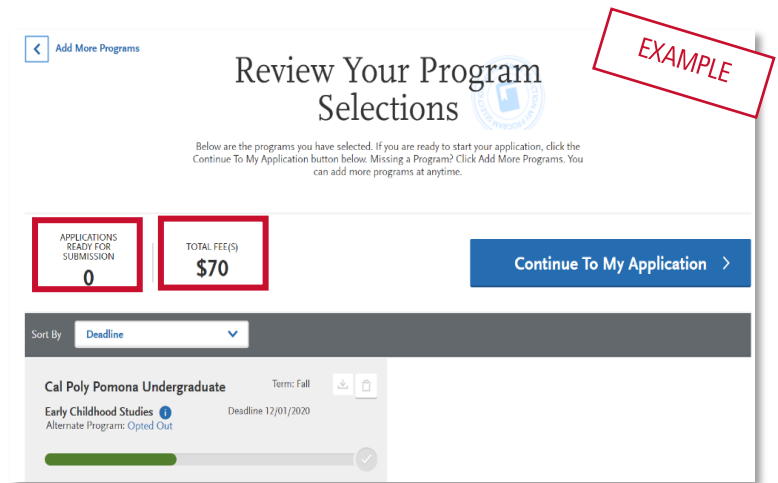 Add More Programs
EXAMPLE
Review Your Program
Selections
Below are the programs you have selected. If you are ready to start your application, click the
Continue To My Application button below. Missing a Program? Click Add More Programs. You
can add more programs at anytime.
APPLICATIONS
READY FOR
SUBMISSION
0
TOTAL FEE(S)
$70
Continue To My Application
Sort By Deadline
Cal Poly Pomona Undergraduate Term: Fall
Early Childhood Studies Deadline 12/01/2020
Alternate Program: Opted Out